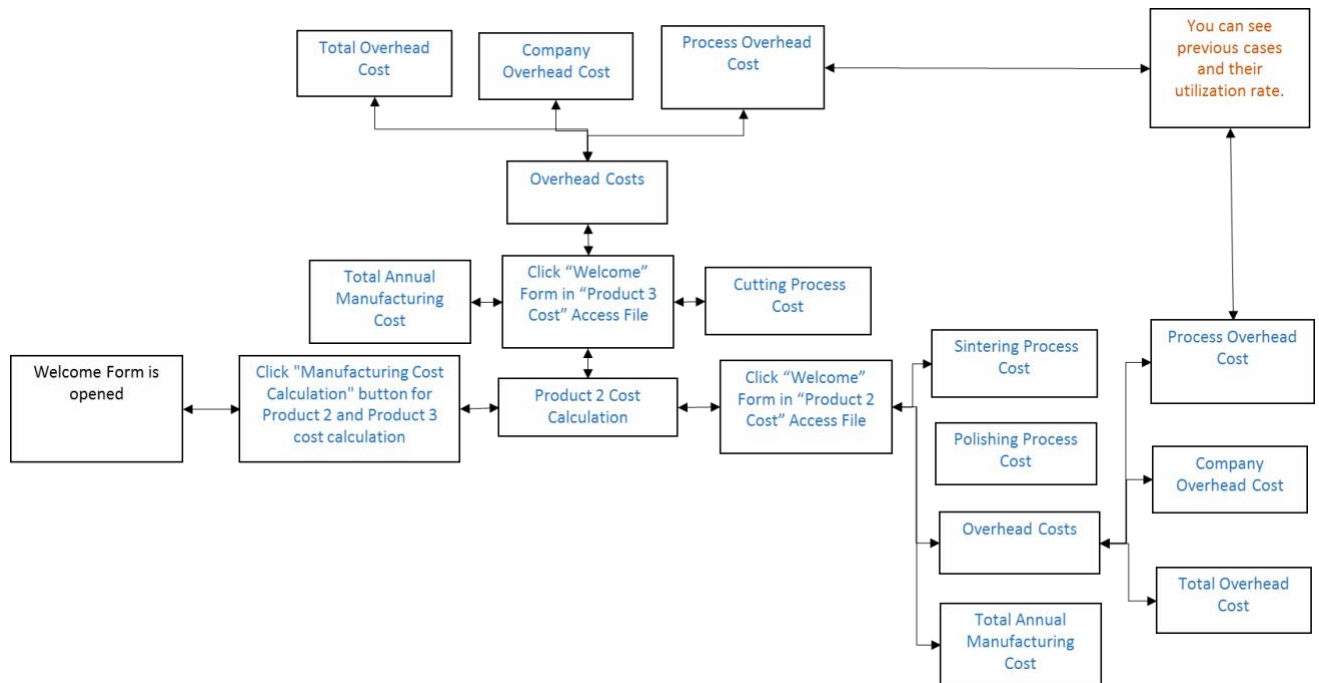 Total Overhead
Cost
Company
Overhead Cost
Process Overhead
Cost
You can see
previous cases
and their
utilization rate.
Overhead Costs
Total Annual
Manufacturing
Cost
Click “Welcome”
Form in “Product 3
Cost” Access File
Cutting Process
Cost
Welcome Form is
opened
Click "Manufacturing Cost
Calculation" button for
Product 2 and Product 3
cost calculation
Product 2 Cost
Calculation
Click “Welcome”
Form in “Product 2
Cost” Access File
Sintering Process
Cost
Polishing Process
Cost
Overhead Costs
Total Annual
Manufacturing
Cost
Process Overhead
Cost
Company
Overhead Cost
Total Overhead
Cost